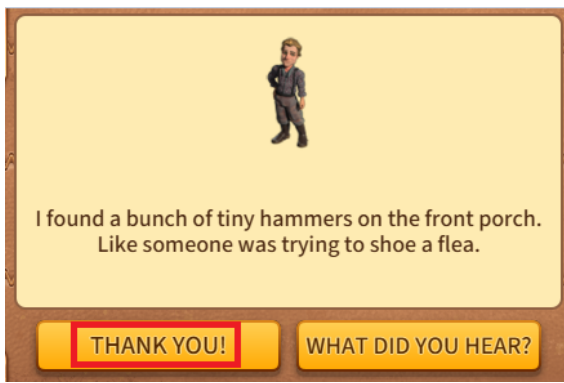 I found a bunch of tiny hammers on the front porch.
Like someone was trying to shoe a flea.
THANK YOU!
WHAT DID YOU HEAR?